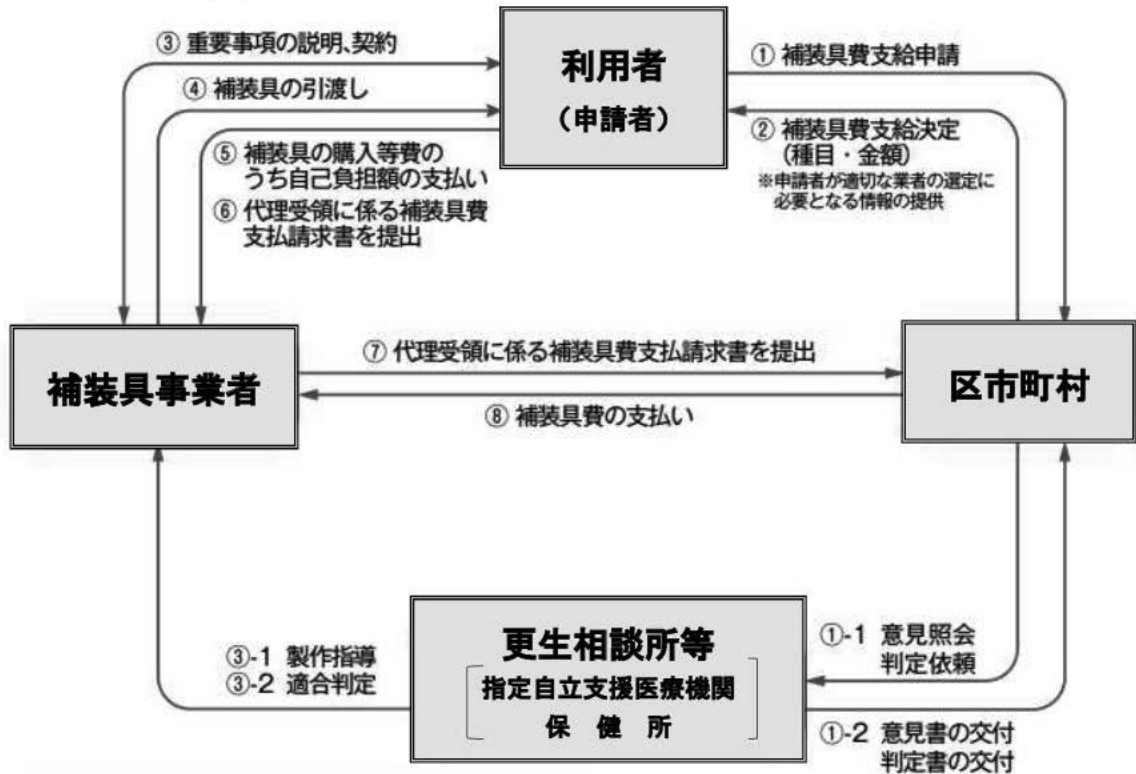 ③ 重要事項の説明、契約
④ 補装具の引渡し
利用者
(申請者)
① 補装具費支給申請
② 補装具費支給決定
(種目・金額)
※申請者が適切な業者の選定に
必要となる情報の提供
⑤ 補装具の購入等費の
うち自己負担額の支払い
⑥ 代理受領に係る補装具費
支払請求書を提出
補装具事業者
⑦ 代理受領に係る補装具費支払請求書を提出
⑧ 補装具費の支払い
区市町村
③-1 製作指導
③-2 適合判定
更生相談所等
指定自立支援医療機関
保 健 所
①-1 意見照会
判定依頼
①-2 意見書の交付
判定書の交付